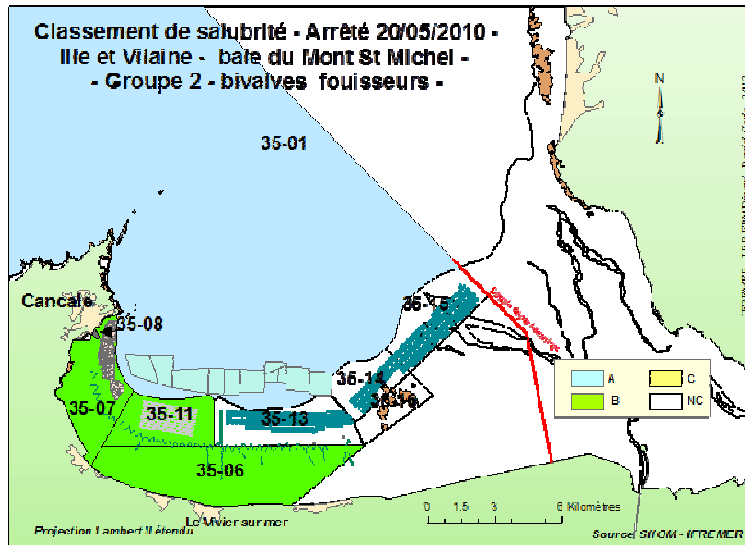 Classement de salubrité - Arrêté 20/05/2010 -
Ille et Vilaine - baie du Mont St Michel -
- Groupe 2 - bivalves fouisseurs -
N
35-01
Cancale
35-08
35-15
35-14
35-07
35-11
35-13
35-06
A
C
B
NC
Le Vivier sur mer
0 1.5 3 6 Kilomètres
Projection Lambert II étendu
Source: SHOM - IFREMER